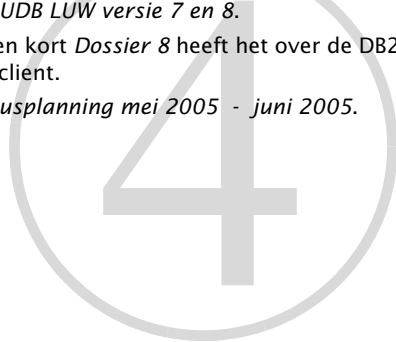 UDB LUW versie 7 en 8.
en kort Dossier 8 heeft het over de DB2
client.
usplanning mei 2005 - juni 2005.
4